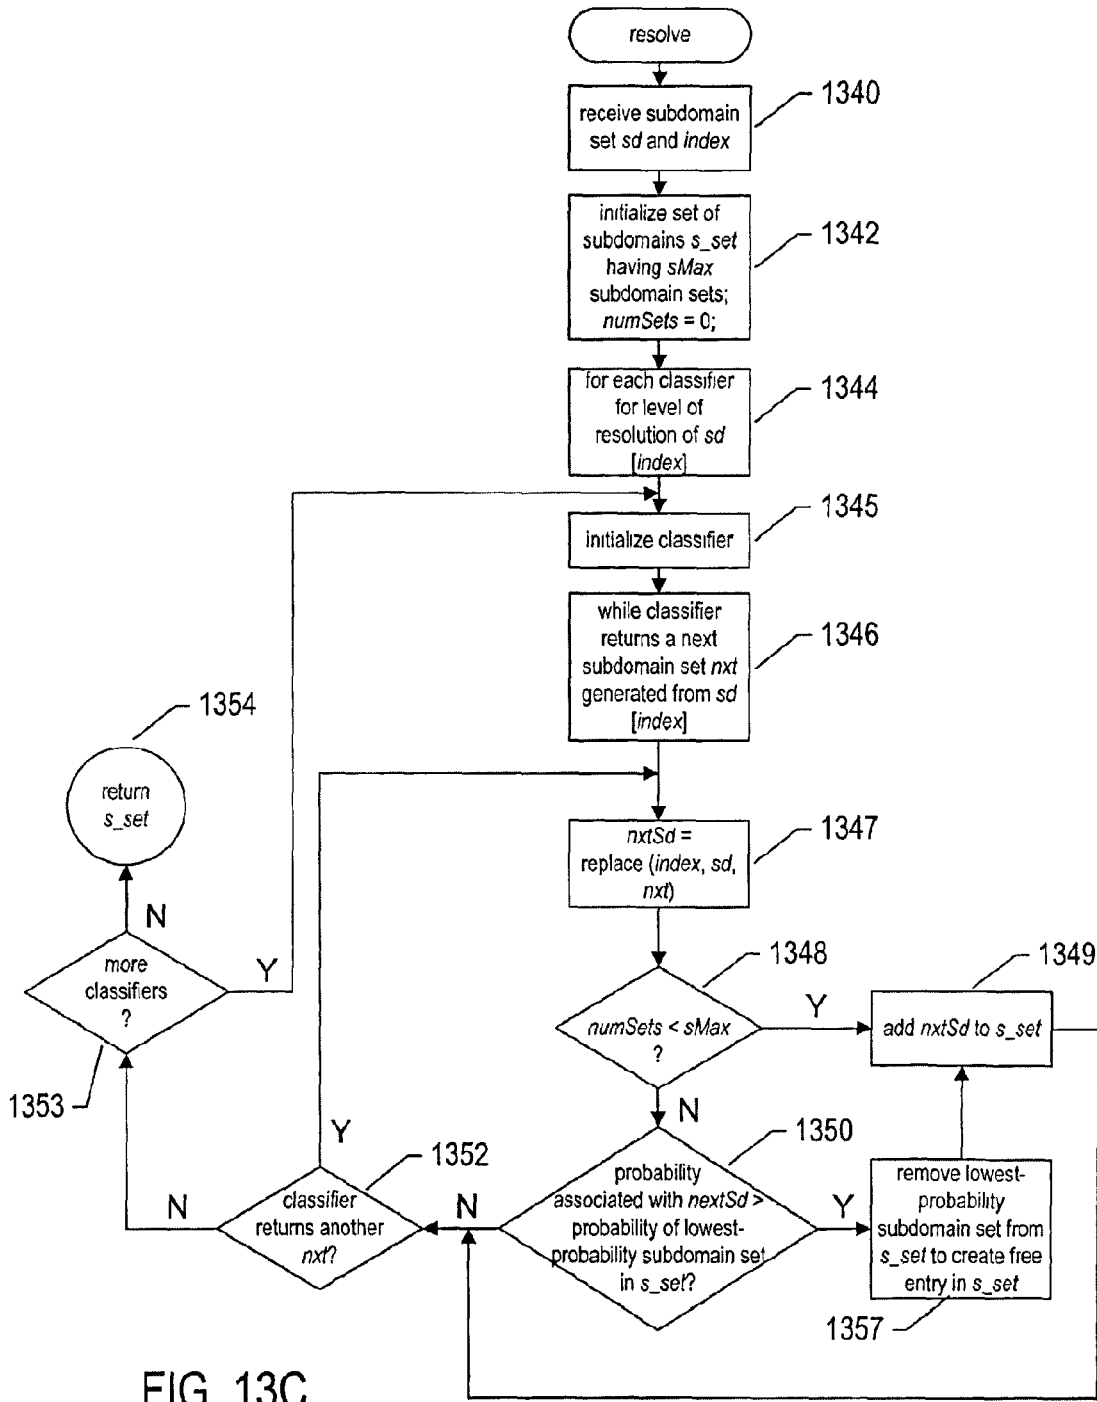 resolve
1340
receive subdomain
set sd and index
1342
initialize set of
subdomains s_set
having sMax
subdomain sets;
numSets = 0;
1344
for each classifier
for level of
resolution of sd
[index]
1345
initialize classifier
1346
while classifier
returns a next
subdomain set nxt
generated from sd
[index]
1354
return
s_set
1347
nxtSd =
replace (index, sd,
nxt)
N
more
classifiers
?
Y
1353
1348
numSets < sMax
?
Y
1349
add nxtSd to s_set
N
1350
probability
associated with nextSd >
probability of lowest-
probability subdomain set
in s_set?
Y
N
remove lowest-
probability
subdomain set from
s_set to create free
entry in s_set
1357
Y
1352
classifier
returns another
nxt?
N
FIG. 13C